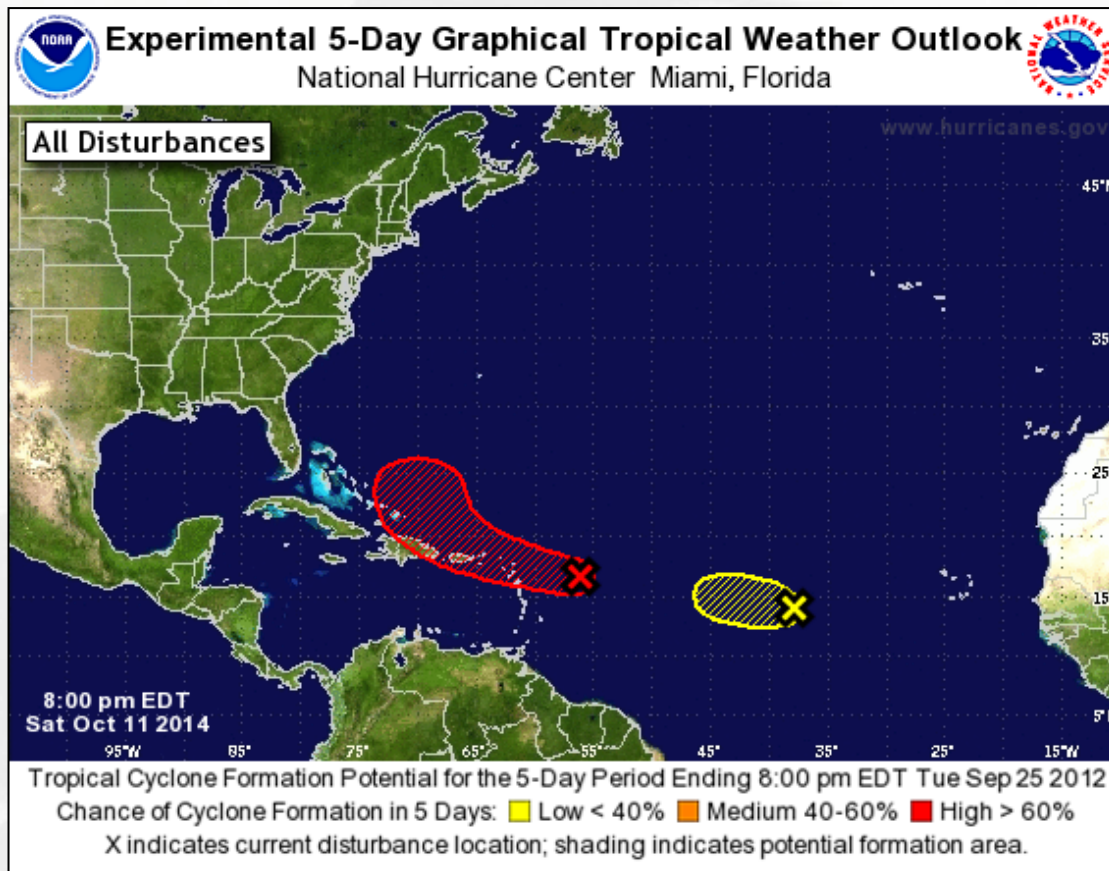 NOAA
Experimental 5-Day Graphical Tropical Weather Outlook
National Hurricane Center Miami, Florida
NATIONAL WEATHER SERVICE
All Disturbances
www.hurricanes.gov
45°N
35
25
15
5°
8:00 pm EDT
Sat Oct 11 2014
95°W 85° 75° 65° 55° 45° 35° 25° 15°W
Tropical Cyclone Formation Potential for the 5-Day Period Ending 8:00 pm EDT Tue Sep 25 2012
Chance of Cyclone Formation in 5 Days: Low < 40% Medium 40-60% High > 60%
X indicates current disturbance location; shading indicates potential formation area.